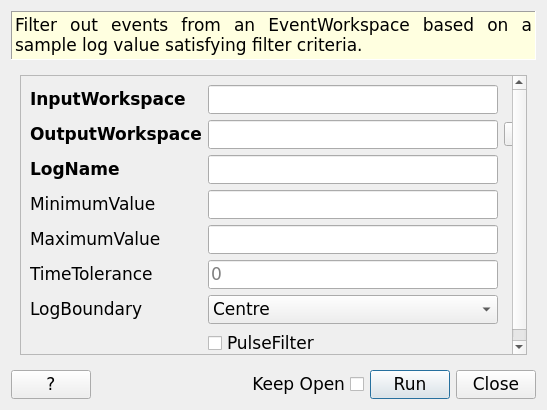 Filter out events from an EventWorkspace based on a
sample log value satisfying filter criteria.
InputWorkspace
OutputWorkspace
LogName
MinimumValue
MaximumValue
TimeTolerance 0
LogBoundary Centre
PulseFilter
? Keep Open Run Close